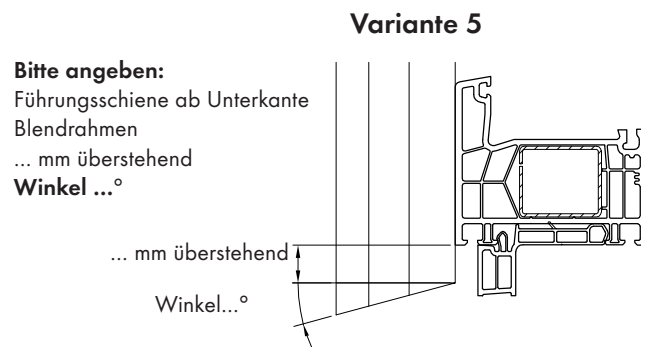 Variante 5
Bitte angeben:
Führungsschiene ab Unterkante
Blendrahmen
... mm überstehend
Winkel ...°
... mm überstehend
Winkel...°